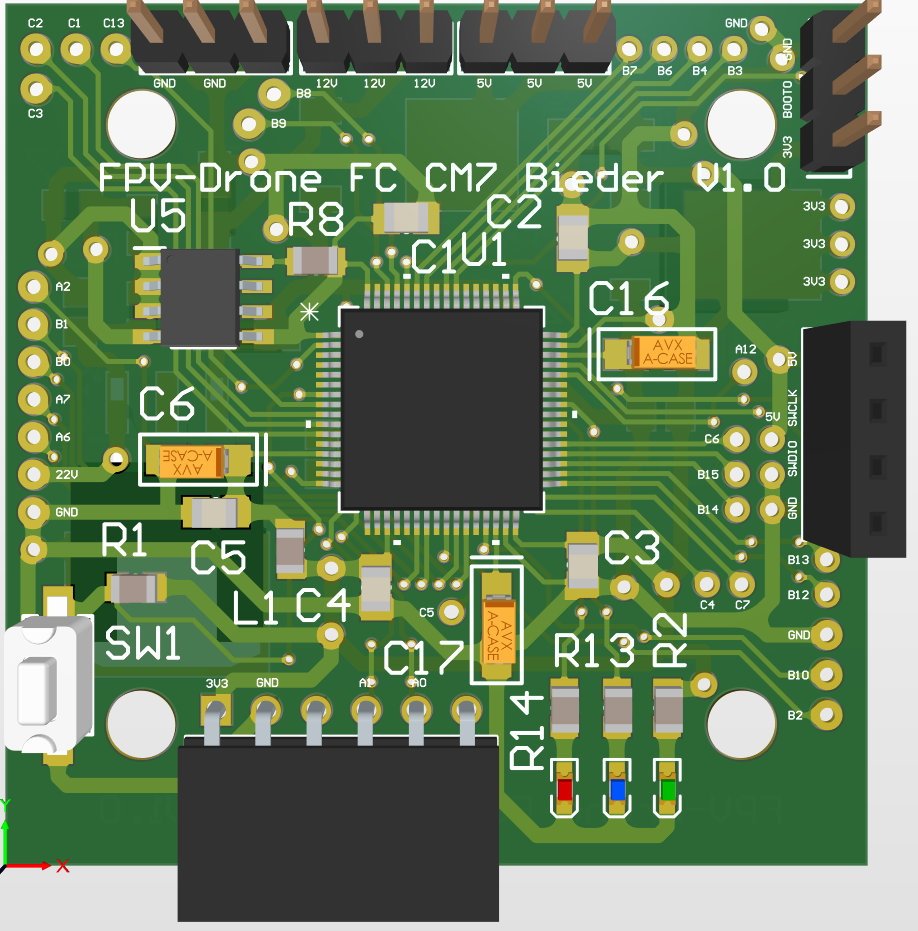 C2 C1 C13
GND
B7 B6 B4 B3
GND
GND GND 12V 12V 12V 5V 5V 5V
B8
BOOT0
C3
B9
3V3
FPV-Drone FC CM7 Bieder V1.0
U5 R8 C2
3V3
C1 U1
3V3
A2 C16 3V3
B1
AVX
A-CASE
A12 5V
B0
A7 C6 SWCLK
5V
A6 C6
AVX
A-CASE
22V B15 SWDIO
GND B14 GND
R1 C5 C3
B13
L1 C4 C5 C4 C7 B12
AVX
A-CASE
SW1 C17 R13 R2 GND
3V3 GND A1 A0 B10
R14 B2
Y
X